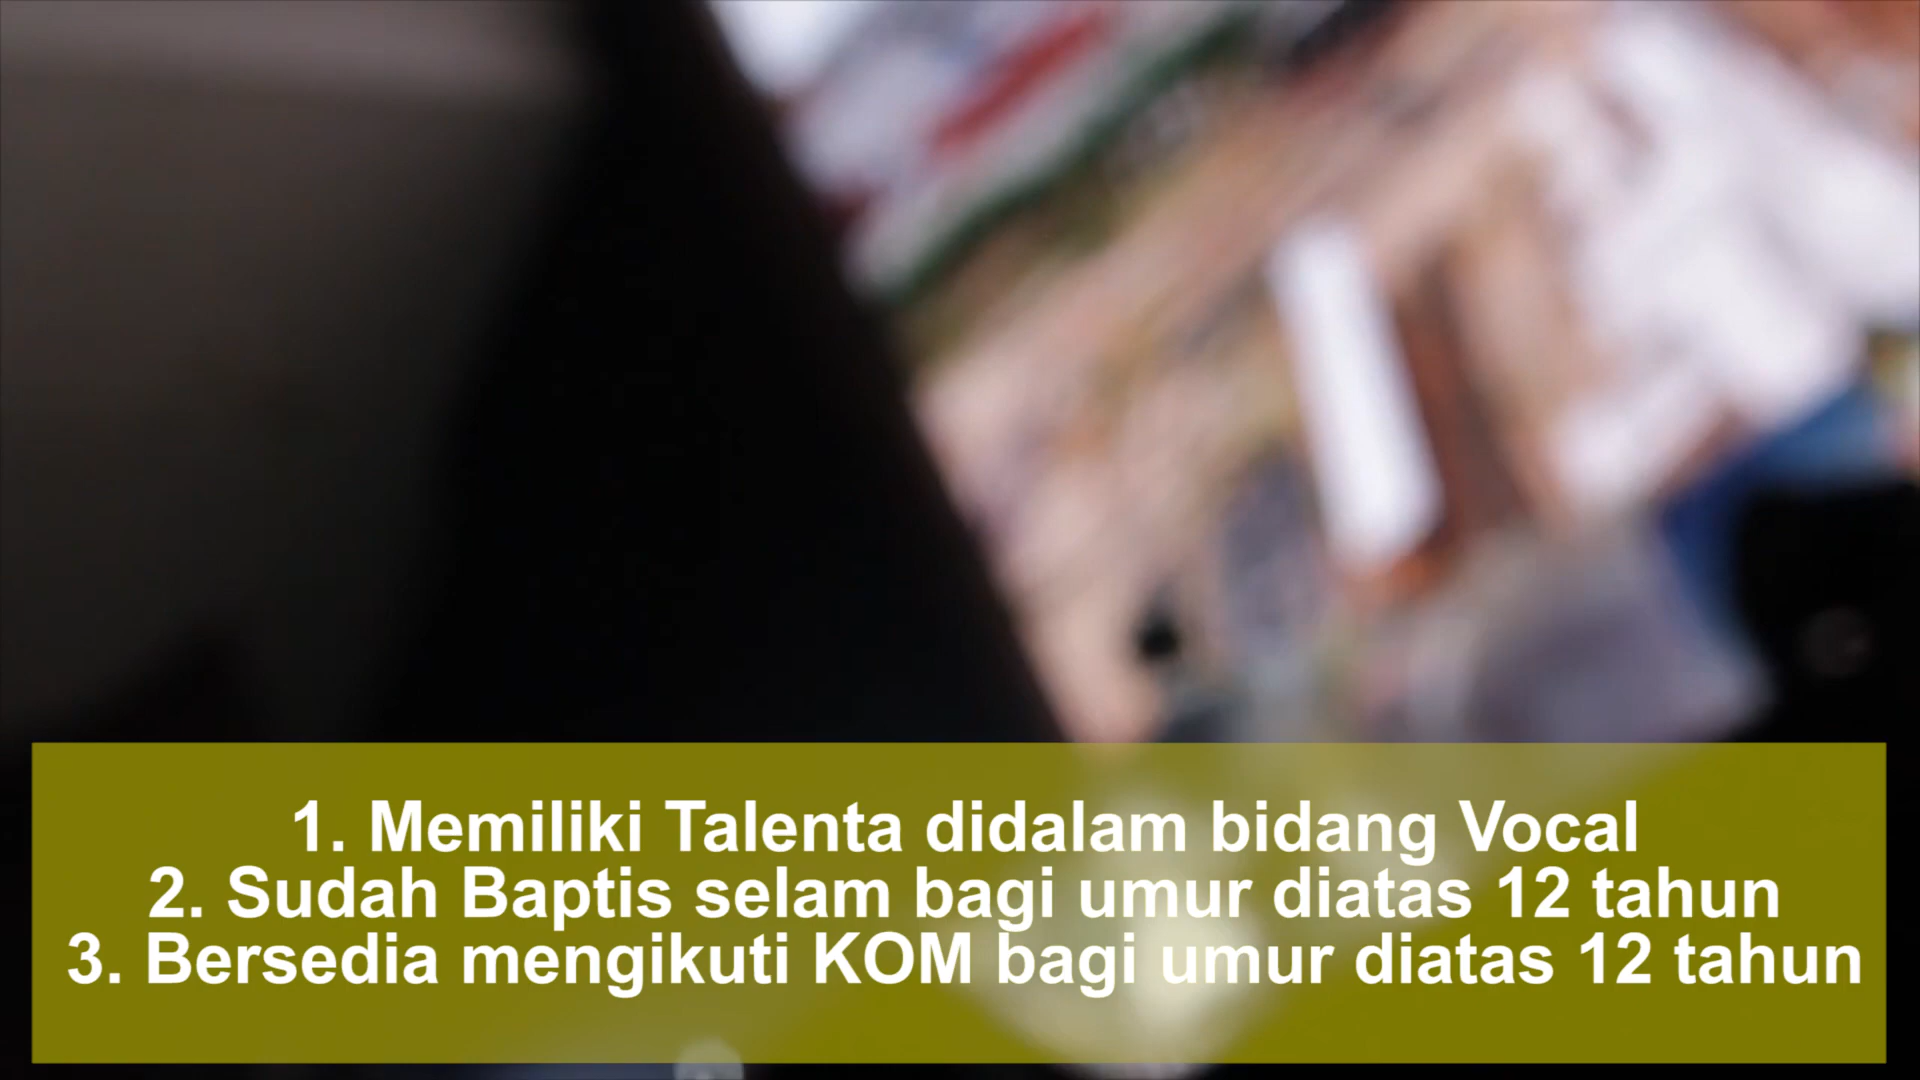 1. Memiliki Talenta didalam bidang Vocal
2. Sudah Baptis selam bagi umur diatas 12 tahun
3. Bersedia mengikuti KOM bagi umur diatas 12 tahun